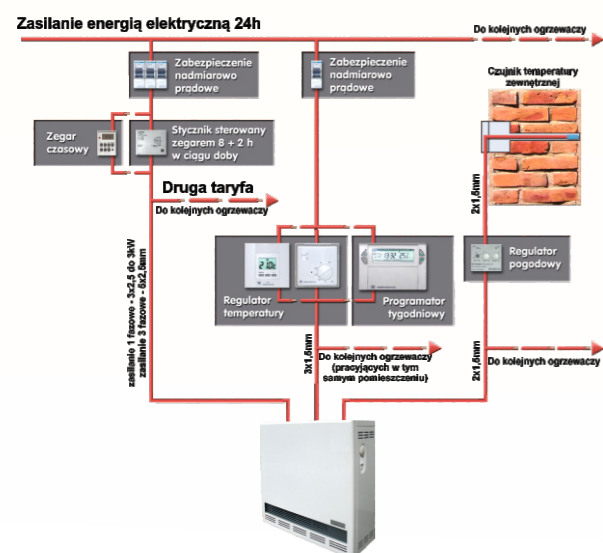 Zasilanie energią elektryczną 24h
Do kolejnych ogrzewaczy
Zabezpieczenie
nadmiarowo
prądowe
Zabezpieczenie
nadmiarowo
prądowe
Czujnik temperatury
zewnętrznej
Zegar
czasowy
Stycznik sterowany
zegarem 8 + 2 h
w ciągu doby
Druga taryfa
Do kolejnych ogrzewaczy
2x1,5mm
Regulator
temperatury
Programator
tygodniowy
Regulator
pogodowy
zasilanie 1 fazowe - 3x2,5 do 3kW
zasilanie 3 fazowe - 5x2,5mm
3x1,5mm
Do kolejnych ogrzewaczy
(pracyjących w tym
samym pomieszczeniu)
2x1,5mm
Do kolejnych ogrzewaczy